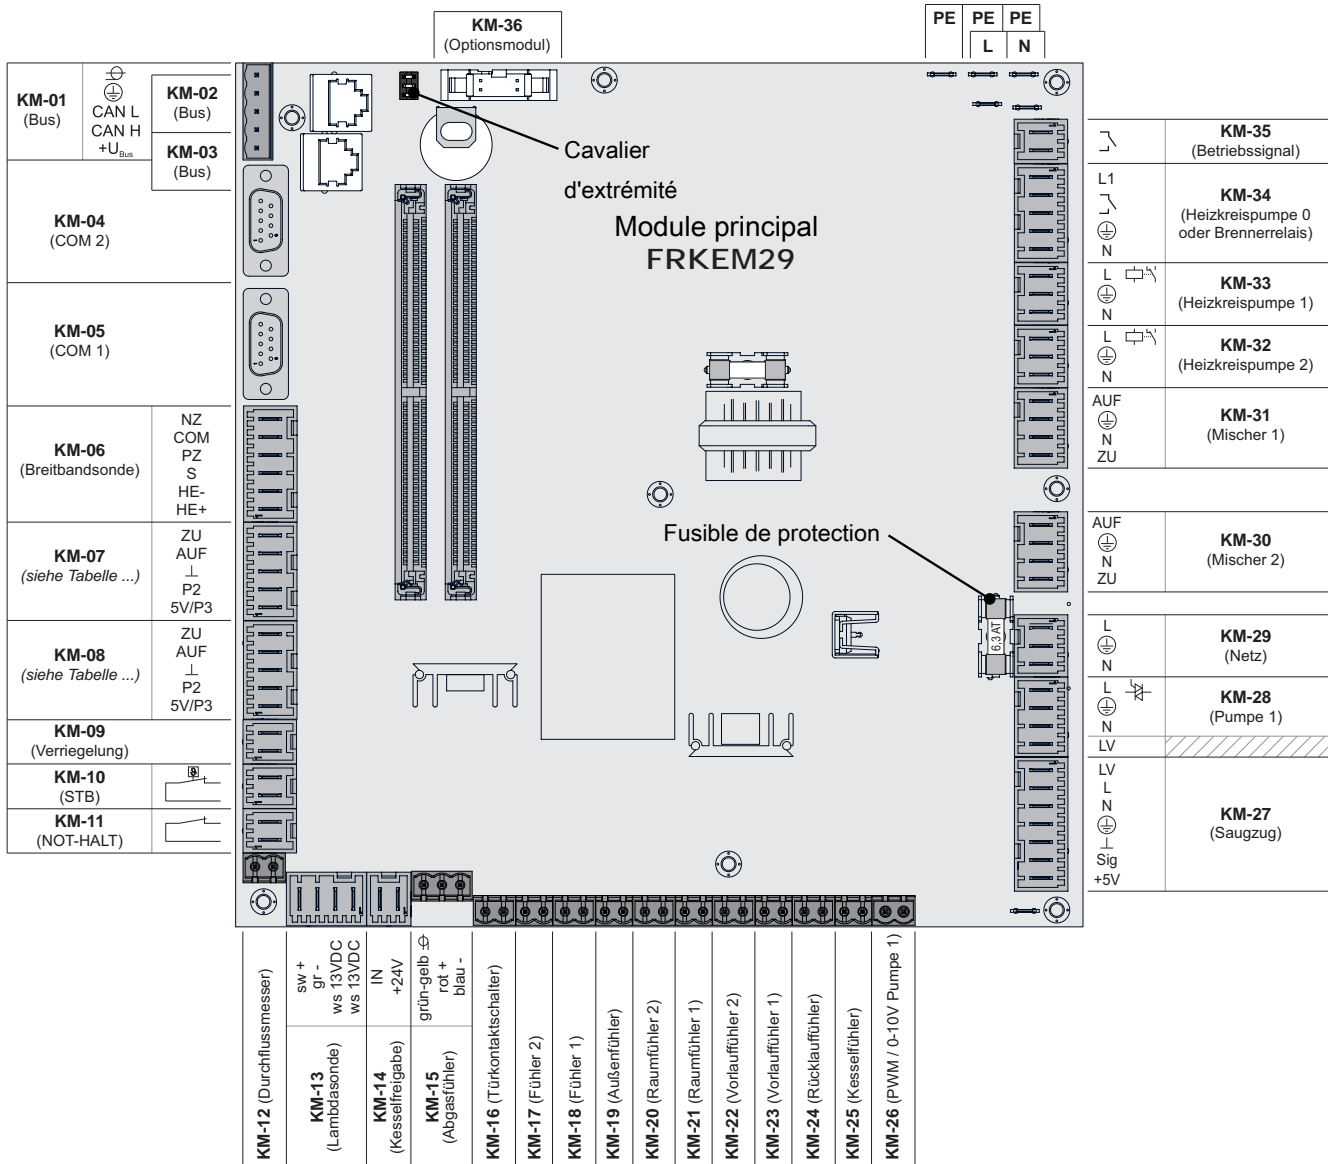 KM-36
(Optionsmodul)
PE PE PE
L N
KM-01
(Bus)
CAN L
CAN H
+UBus
KM-02
(Bus)
KM-03
(Bus)
KM-04
(COM 2)
KM-05
(COM 1)
KM-06
(Breitbandsonde)
NZ
COM
PZ
S
HE-
HE+
KM-07
(siehe Tabelle ...)
ZU
AUF
P2
5V/P3
KM-08
(siehe Tabelle ...)
ZU
AUF
P2
5V/P3
KM-09
(Verriegelung)
KM-10
(STB)
KM-11
(NOT-HALT)
Cavalier
d'extrémité
Module principal
FRKEM29
Fusible de protection
6,3 AT
KM-35
(Betriebssignal)
L1
N
KM-34
(Heizkreispumpe 0
oder Brennerrelais)
L
N
KM-33
(Heizkreispumpe 1)
L
N
KM-32
(Heizkreispumpe 2)
AUF
N
ZU
KM-31
(Mischer 1)
AUF
N
ZU
KM-30
(Mischer 2)
L
N
KM-29
(Netz)
L
N
LV
KM-28
(Pumpe 1)
LV
L
N
Sig
+5V
KM-27
(Saugzug)
KM-12 (Durchflussmesser)
sw +
gr -
ws 13VDC
ws 13VDC
KM-13
(Lambdasonde)
IN
+24V
KM-14
(Kesselfreigabe)
grün-gelb
rot +
blau -
KM-15
(Abgasfühler)
KM-16 (Türkontaktschalter)
KM-17 (Fühler 2)
KM-18 (Fühler 1)
KM-19 (Außenfühler)
KM-20 (Raumfühler 2)
KM-21 (Raumfühler 1)
KM-22 (Vorlauffühler 2)
KM-23 (Vorlauffühler 1)
KM-24 (Rücklauffühler)
KM-25 (Kesselfühler)
KM-26 (PWM / 0-10V Pumpe 1)